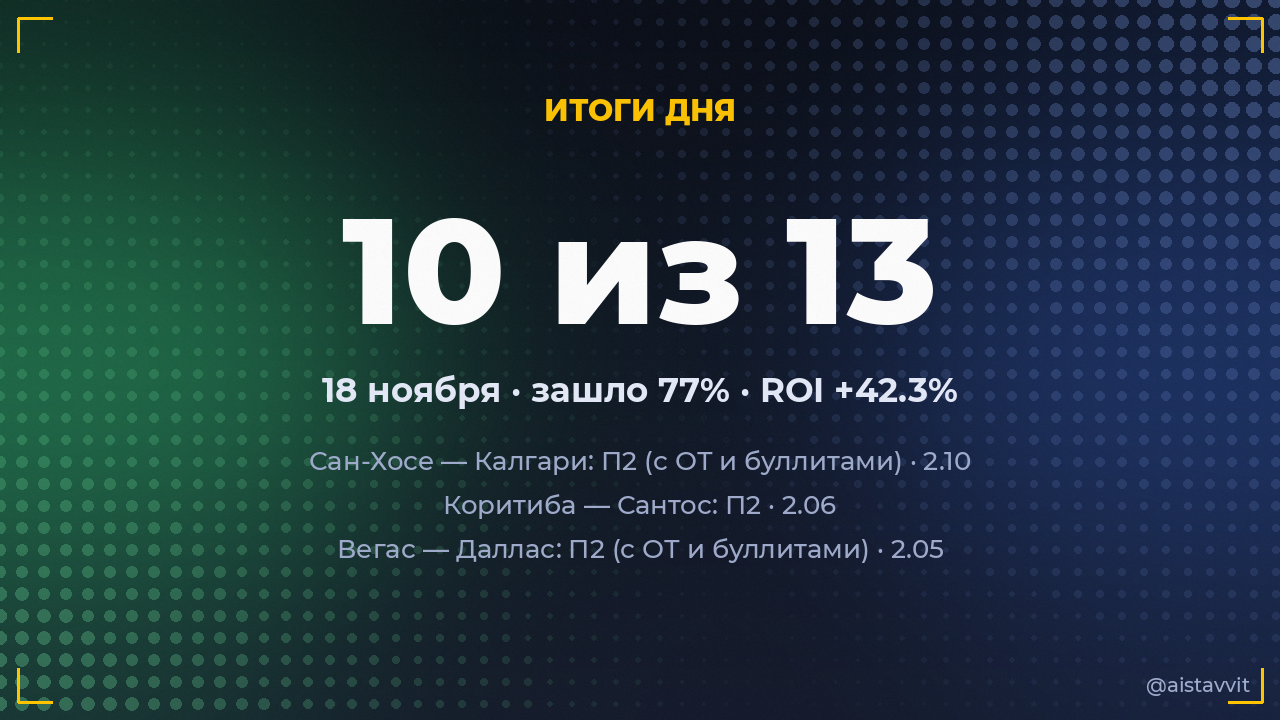 ИТОГИ ДНЯ
10 из 13
18 ноября · зашло 77% · ROI +42.3%
Сан-Хосе — Калгари: П2 (с ОТ и буллитами) · 2.10
Коритиба — Сантос: П2 · 2.06
Вегас — Даллас: П2 (с ОТ и буллитами) · 2.05
@aistavvit